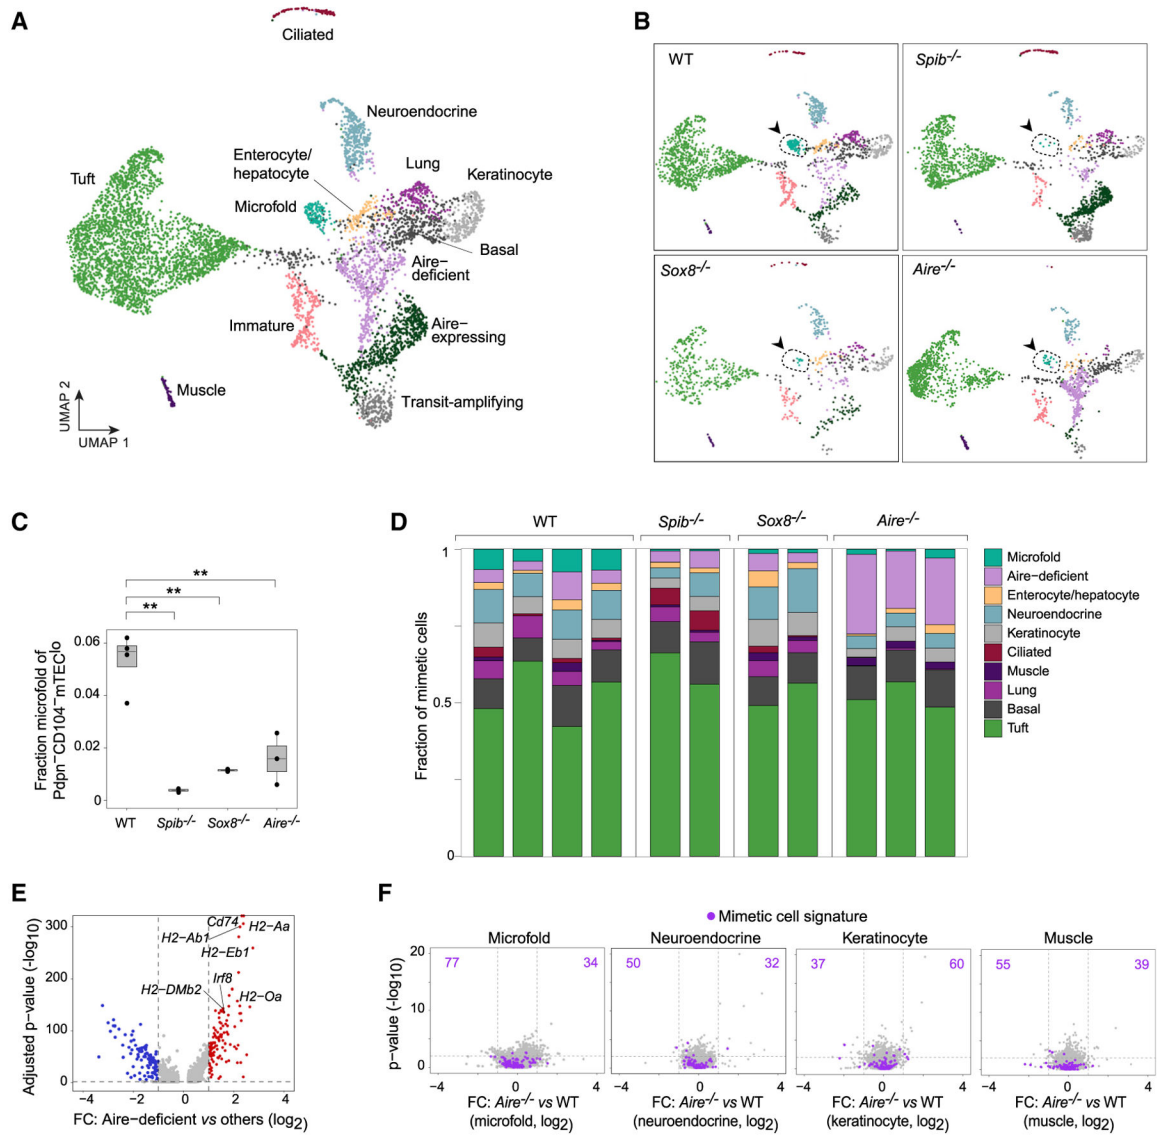 A
Ciliated
Neuroendocrine
Enterocyte/
hepatocyte
Lung
Keratinocyte
Tuft
Microfold
Basal
Aire−
deficient
Immature
Aire−
expressing
Muscle
Transit-amplifying
UMAP 2
UMAP 1
B
WT
Spib-/-
Sox8-/-
Aire-/-
C
**
**
**
Fraction microfold of
Pdpn−CD104−mTEClo
0.06
0.04
0.02
0
WT
Spib-/-
Sox8-/-
Aire-/-
D
WT
Spib-/-
Sox8-/-
Aire-/-
Fraction of mimetic cells
1
0.5
0
Microfold
Aire−deficient
Enterocyte/hepatocyte
Neuroendocrine
Keratinocyte
Ciliated
Muscle
Lung
Basal
Tuft
E
Adjusted p−value (-log10)
300
200
100
0
Cd74
H2−Aa
H2−Ab1
H2−Eb1
Irf8
H2−DMb2
H2−Oa
−4
−2
0
2
4
FC: Aire−deficient vs others (log2)
F
Mimetic cell signature
Microfold
Neuroendocrine
Keratinocyte
Muscle
p−value (-log10)
20
10
0
77
34
50
32
37
60
55
39
−4
0
4
−4
0
4
−4
0
4
−4
0
4
FC: Aire-/- vs WT
(microfold, log2)
FC: Aire-/- vs WT
(neuroendocrine, log2)
FC: Aire-/- vs WT
(keratinocyte, log2)
FC: Aire-/- vs WT
(muscle, log2)